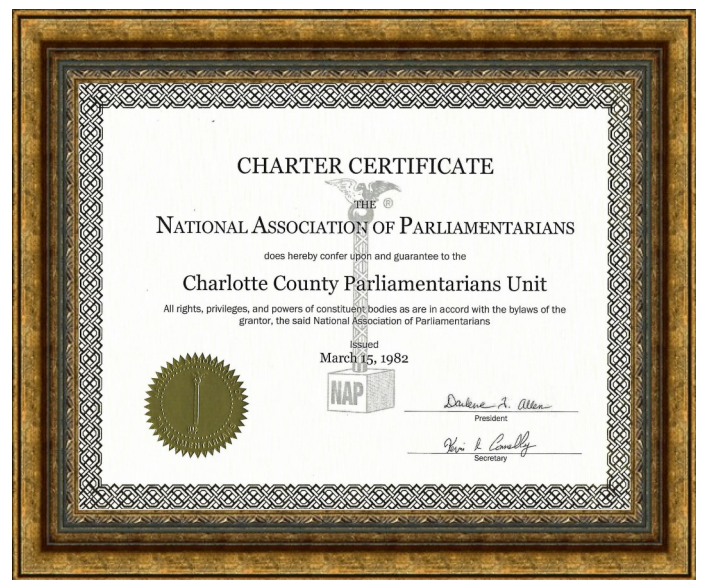 CHARTER CERTIFICATE
THE ®
NATIONAL ASSOCIATION OF PARLIAMENTARIANS
does hereby confer upon and guarantee to the
Charlotte County Parliamentarians Unit
All rights, privileges, and powers of constituent bodies as are in accord with the bylaws of the
grantor, the said National Association of Parliamentarians
Issued
March 15, 1982
NAP
Darlene T. Allen
President
Kevin R Connelly
Secretary